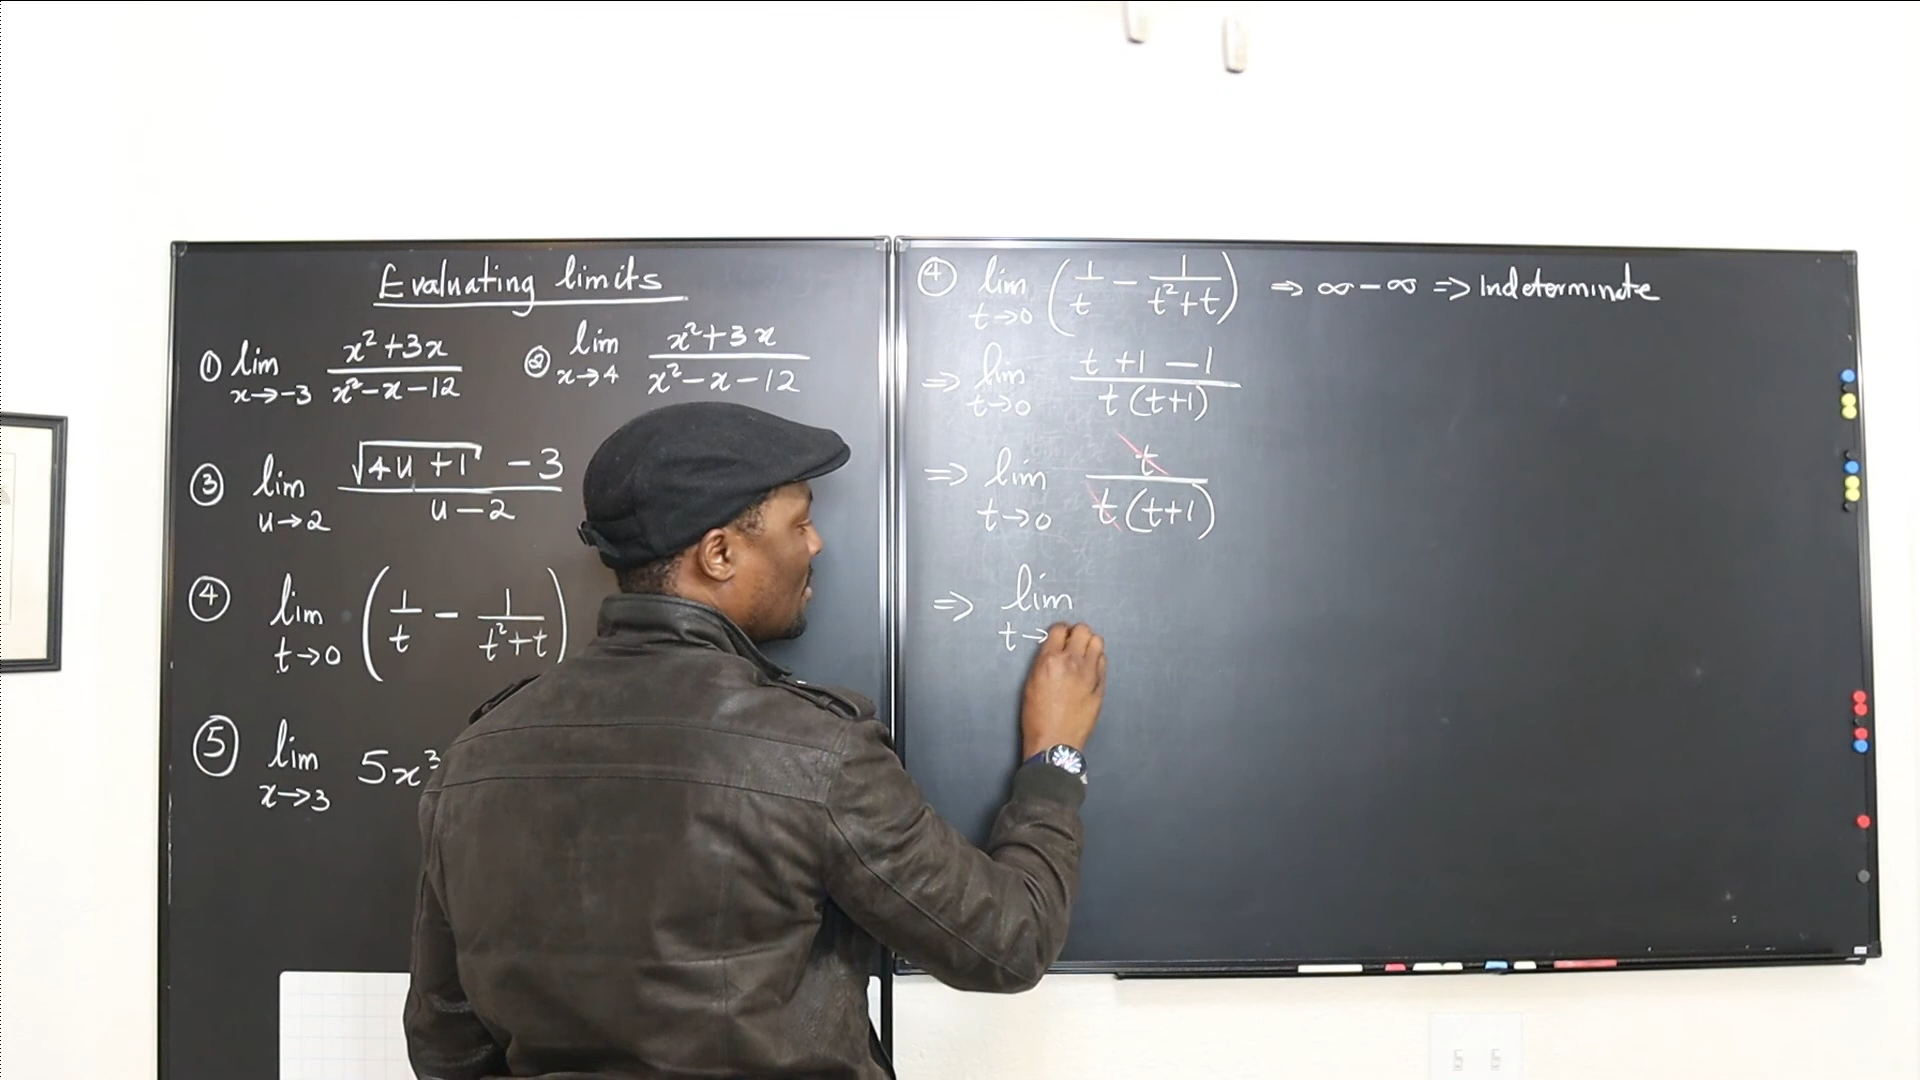 Evaluating limits
① lim x→-3 (x²+3x)/(x²-x-12) ② lim x→4 (x²+3x)/(x²-x-12)
③ lim u→2 (√(4u+1) -3)/(u-2)
④ lim t→0 (1/t - 1/(t²+t))
⑤ lim x→3 5x³
④ lim t→0 (1/t - 1/(t²+t)) ⇒ ∞-∞ ⇒ Indeterminate
⇒ lim t→0 (t+1-1)/(t(t+1))
⇒ lim t→0 t/(t(t+1))
⇒ lim t→